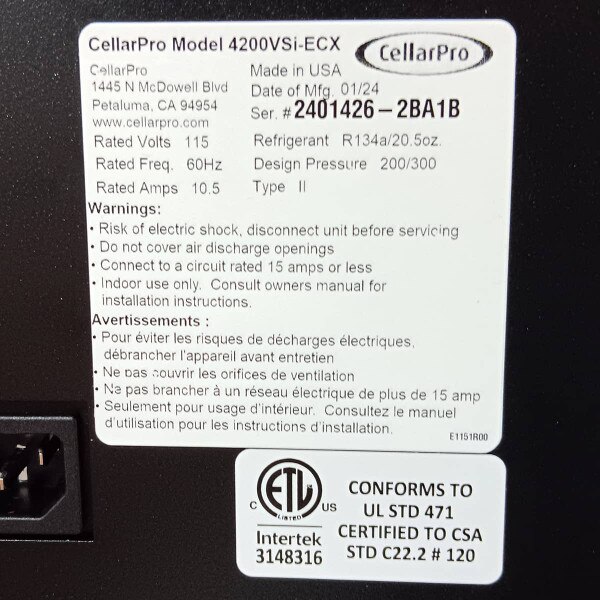 CellarPro Model 4200VSi-ECX
CellarPro
CellarPro
1445 N McDowell Blvd
Petaluma, CA 94954
www.cellarpro.com
Made in USA
Date of Mfg. 01/24
Ser. # 2401426-2BA1B
Rated Volts 115
Refrigerant R134a/20.5oz.
Rated Freq. 60Hz
Design Pressure 200/300
Rated Amps 10.5
Type II
Warnings:
• Risk of electric shock, disconnect unit before servicing
• Do not cover air discharge openings
• Connect to a circuit rated 15 amps or less
• Indoor use only. Consult owners manual for
installation instructions.
Avertissements :
• Pour éviter les risques de décharges électriques,
débrancher l'appareil avant entretien
• Ne pas couvrir les orifices de ventilation
• Ne pas brancher à un réseau électrique de plus de 15 amp
• Seulement pour usage d'intérieur. Consultez le manuel
d'utilisation pour les instructions d'installation.
E1151R00
ETL
LISTED
C US
Intertek
3148316
CONFORMS TO
UL STD 471
CERTIFIED TO CSA
STD C22.2 # 120